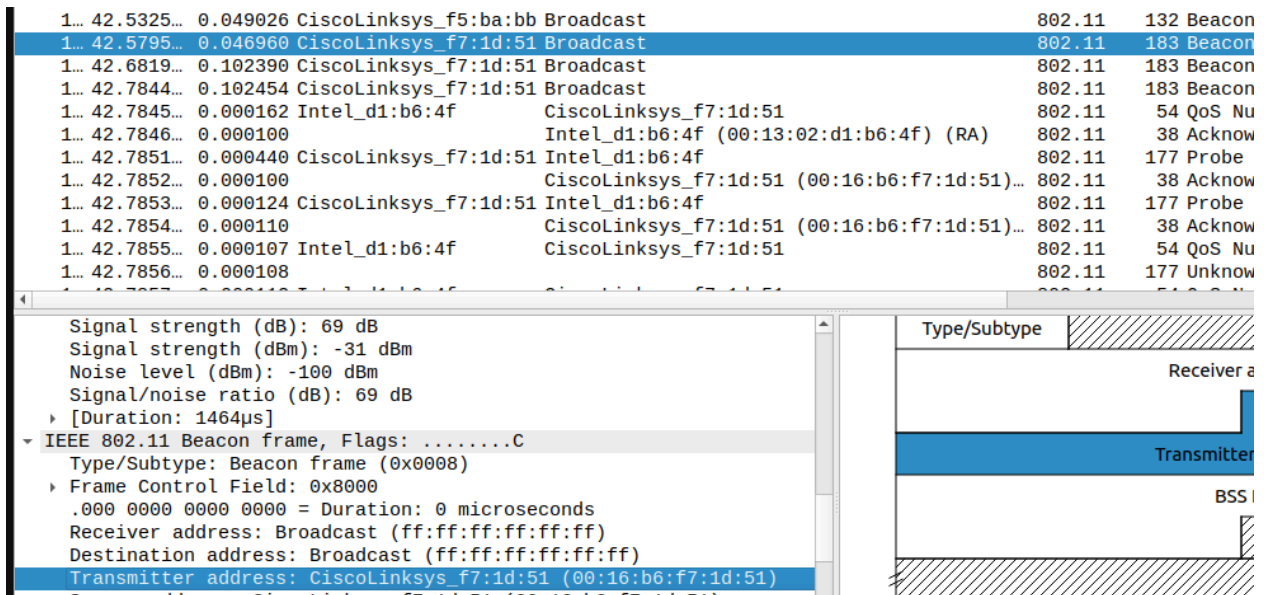 1… 42.5325… 0.049026 CiscoLinksys_f5:ba:bb Broadcast 802.11 132 Beacon
1… 42.5795… 0.046960 CiscoLinksys_f7:1d:51 Broadcast 802.11 183 Beacon
1… 42.6819… 0.102390 CiscoLinksys_f7:1d:51 Broadcast 802.11 183 Beacon
1… 42.7844… 0.102454 CiscoLinksys_f7:1d:51 Broadcast 802.11 183 Beacon
1… 42.7845… 0.000162 Intel_d1:b6:4f CiscoLinksys_f7:1d:51 802.11 54 QoS Nu
1… 42.7846… 0.000100 Intel_d1:b6:4f (00:13:02:d1:b6:4f) (RA) 802.11 38 Acknow
1… 42.7851… 0.000440 CiscoLinksys_f7:1d:51 Intel_d1:b6:4f 802.11 177 Probe
1… 42.7852… 0.000100 CiscoLinksys_f7:1d:51 (00:16:b6:f7:1d:51)… 802.11 38 Acknow
1… 42.7853… 0.000124 CiscoLinksys_f7:1d:51 Intel_d1:b6:4f 802.11 177 Probe
1… 42.7854… 0.000110 CiscoLinksys_f7:1d:51 (00:16:b6:f7:1d:51)… 802.11 38 Acknow
1… 42.7855… 0.000107 Intel_d1:b6:4f CiscoLinksys_f7:1d:51 802.11 54 QoS Nu
1… 42.7856… 0.000108 802.11 177 Unknow
Signal strength (dB): 69 dB
Signal strength (dBm): -31 dBm
Noise level (dBm): -100 dBm
Signal/noise ratio (dB): 69 dB
[Duration: 1464µs]
IEEE 802.11 Beacon frame, Flags: ........C
Type/Subtype: Beacon frame (0x0008)
Frame Control Field: 0x8000
.000 0000 0000 0000 = Duration: 0 microseconds
Receiver address: Broadcast (ff:ff:ff:ff:ff:ff)
Destination address: Broadcast (ff:ff:ff:ff:ff:ff)
Transmitter address: CiscoLinksys_f7:1d:51 (00:16:b6:f7:1d:51)
Type/Subtype
Receiver a
Transmitter
BSS I